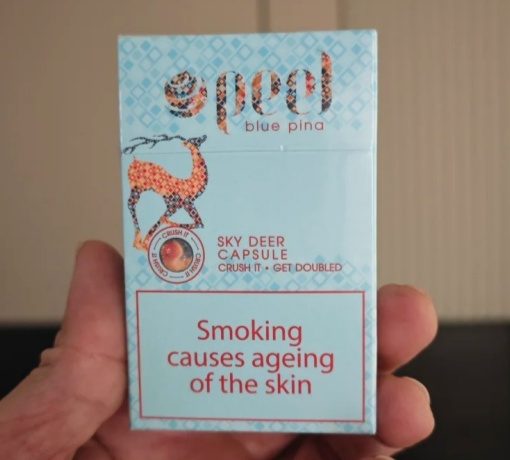 peel
blue pina
SKY DEER
CAPSULE
CRUSH IT • GET DOUBLED
CRUSH IT • CRUSH IT • CRUSH IT
Smoking
causes ageing
of the skin